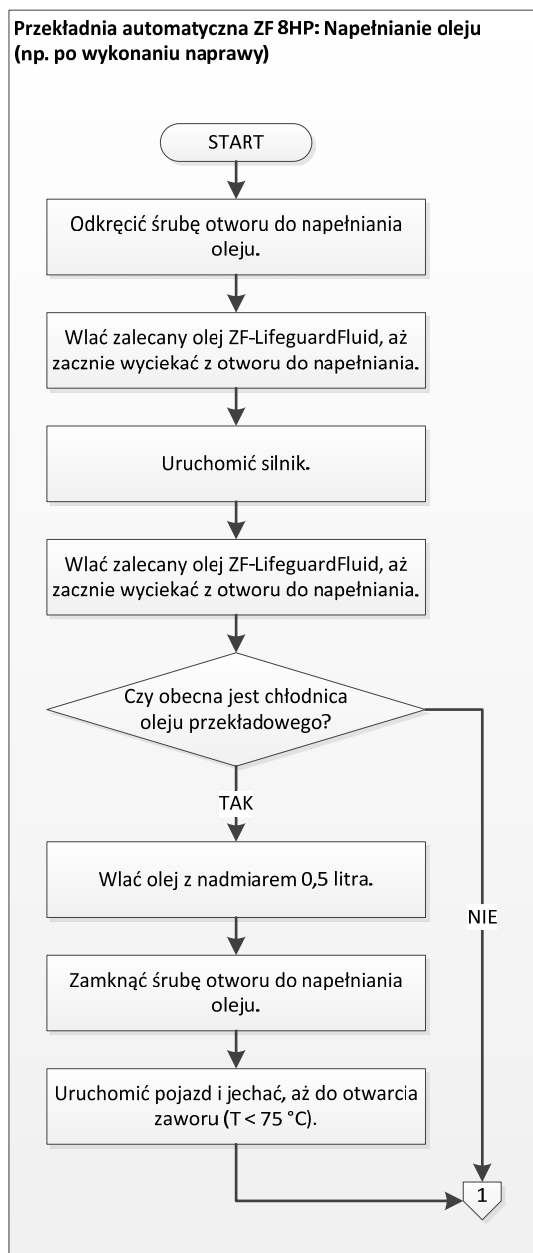 Przekładnia automatyczna ZF 8HP: Napełnianie oleju
(np. po wykonaniu naprawy)
START
Odkręcić śrubę otworu do napełniania
oleju.
Wlać zalecany olej ZF-LifeguardFluid, aż
zacznie wyciekać z otworu do napełniania.
Uruchomić silnik.
Wlać zalecany olej ZF-LifeguardFluid, aż
zacznie wyciekać z otworu do napełniania.
Czy obecna jest chłodnica
oleju przekładowego?
TAK
Wlać olej z nadmiarem 0,5 litra.
NIE
Zamknąć śrubę otworu do napełniania
oleju.
Uruchomić pojazd i jechać, aż do otwarcia
zaworu (T < 75 °C).
1